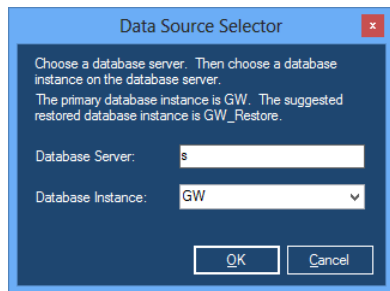 Data Source Selector
x
Choose a database server. Then choose a database
instance on the database server.
The primary database instance is GW. The suggested
restored database instance is GW_Restore.
Database Server: s
Database Instance: GW
OK Cancel